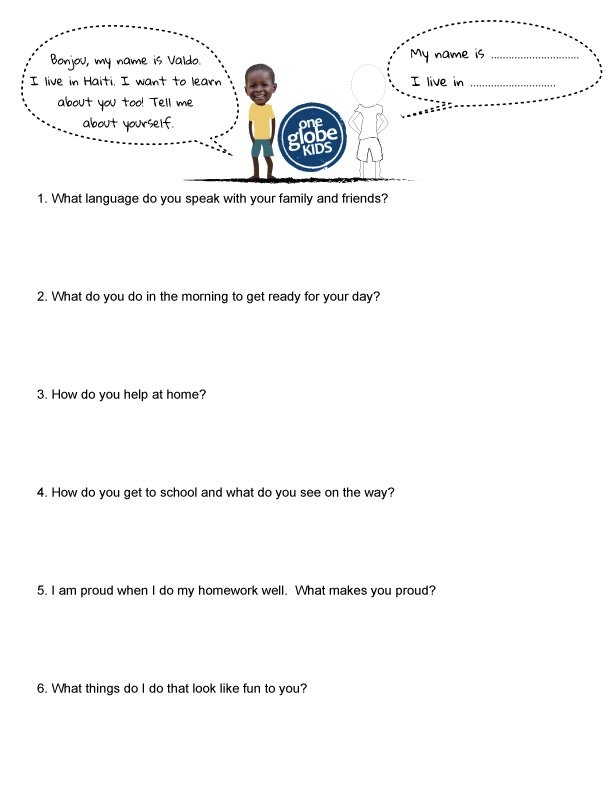 Bonjou, my name is Valdo.
I live in Haiti. I want to learn
about you too! Tell me
about yourself.
one
globe
KIDS
My name is ..............................
I live in ............................
1. What language do you speak with your family and friends?
2. What do you do in the morning to get ready for your day?
3. How do you help at home?
4. How do you get to school and what do you see on the way?
5. I am proud when I do my homework well.  What makes you proud?
6. What things do I do that look like fun to you?